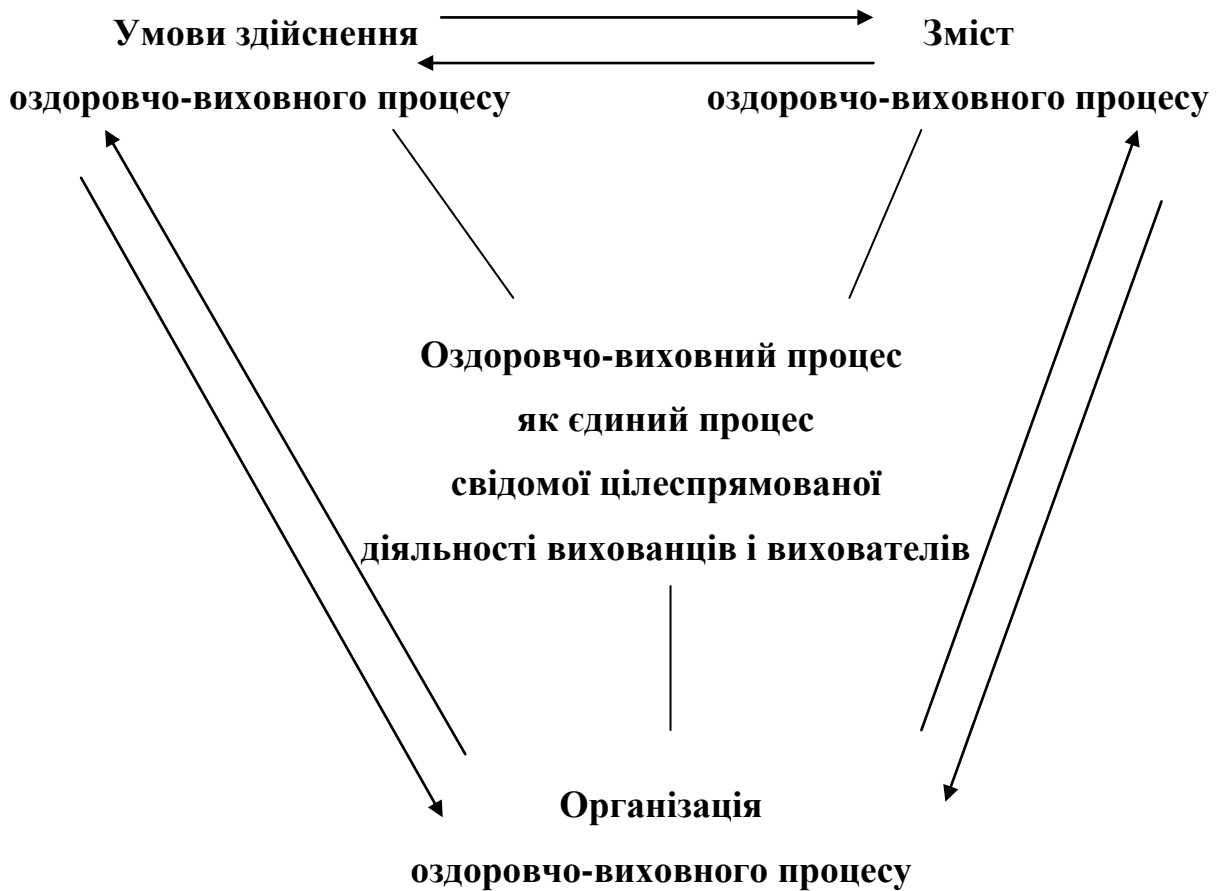 Умови здійснення
оздоровчо-виховного процесу
Зміст
оздоровчо-виховного процесу
Оздоровчо-виховний процес
як єдиний процес
свідомої цілеспрямованої
діяльності вихованців і вихователів
Організація
оздоровчо-виховного процесу